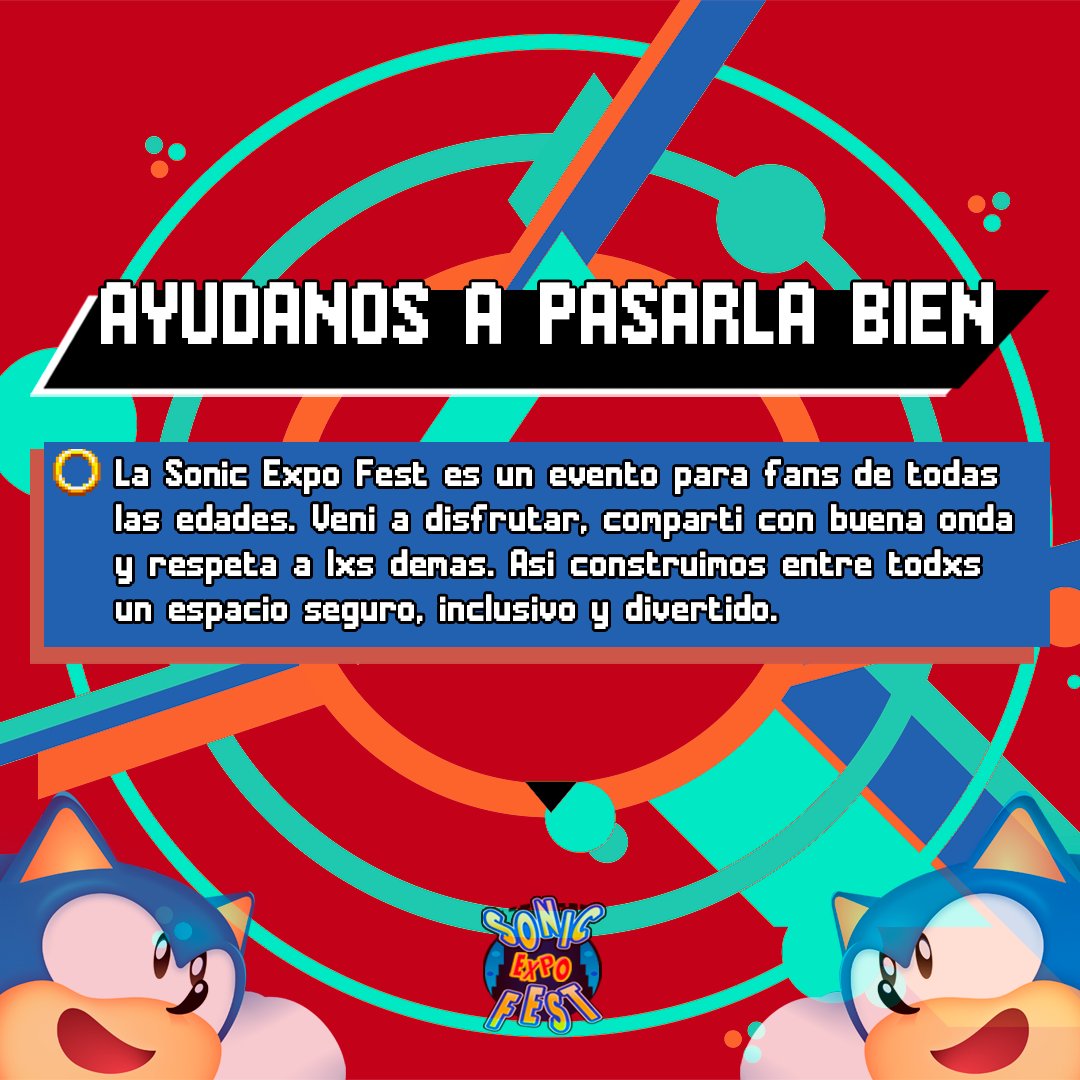 AYUDANOS A PASARLA BIEN
La Sonic Expo Fest es un evento para fans de todas
las edades. Veni a disfrutar, comparti con buena onda
y respeta a lxs demas. Asi construimos entre todxs
un espacio seguro, inclusivo y divertido.
SONIC
EXPO
FEST